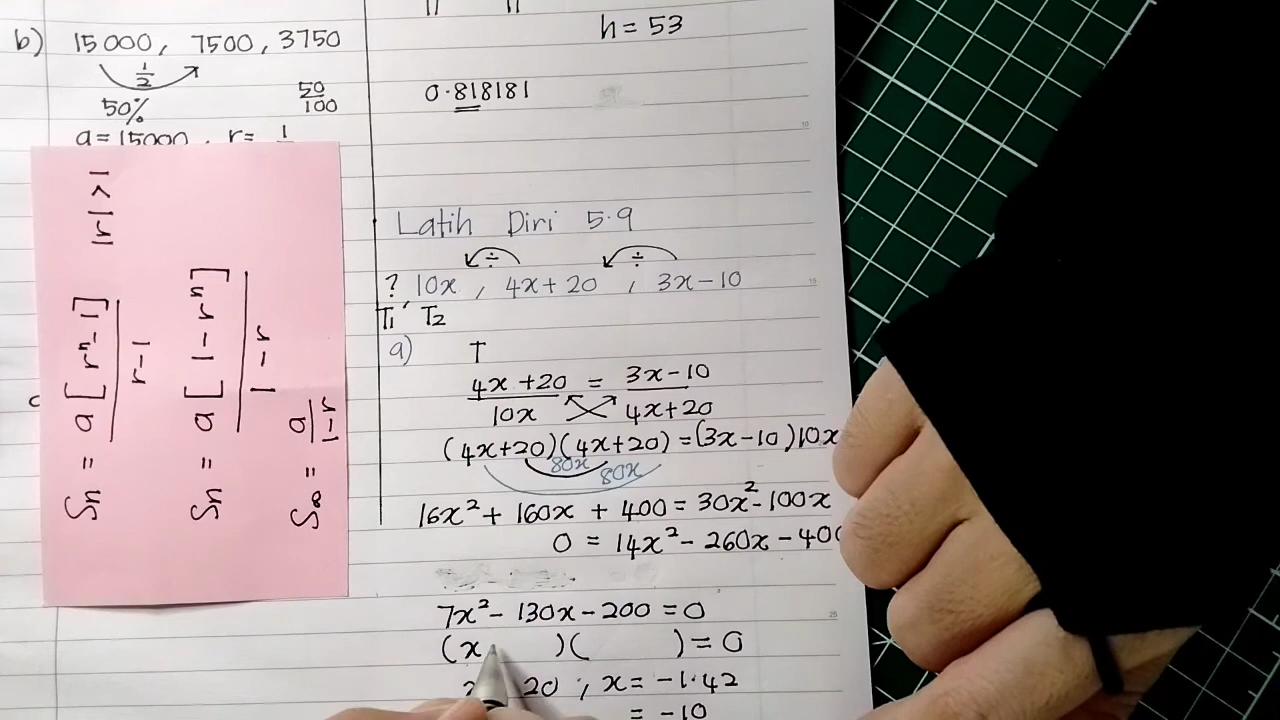 b) 15000, 7500, 3750
1/2
50%
50/100
a = 15000, r = 1
Sn = a[rⁿ - 1] / r - 1 |r| > 1
Sn = a[1 - rⁿ] / 1 - r
S∞ = a / 1 - r
c
h = 53
0.818181
Latih Diri 5.9
÷ ÷
?, 10x, 4x+20, 3x-10
T₁ T₂
a) T
4x+20 / 10x = 3x-10 / 4x+20
(4x+20)(4x+20) = (3x-10)10x
80x 80x
16x² + 160x + 400 = 30x² - 100x
0 = 14x² - 260x - 400
7x² - 130x - 200 = 0
(x )( ) = 0
20, x = -1.42
= -10